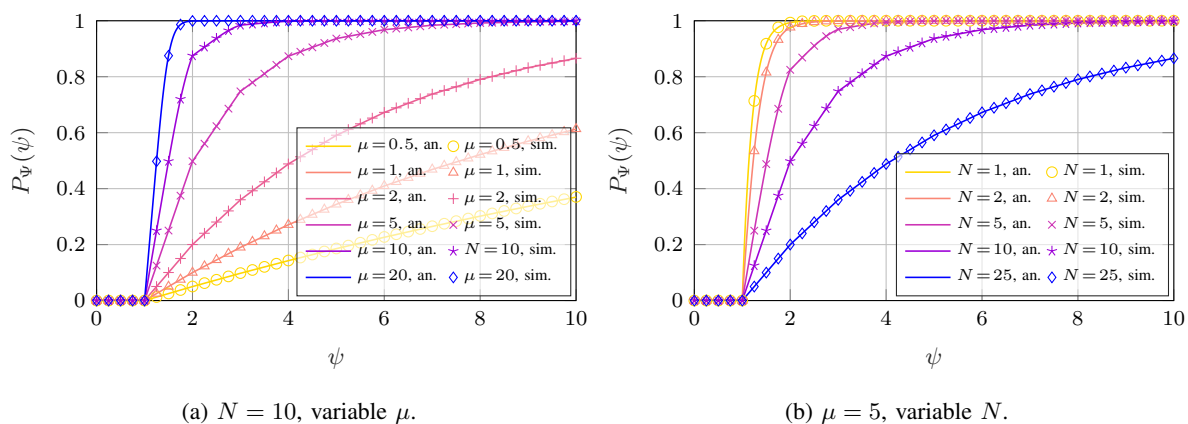 1
0.8
0.6
0.4
0.2
0
P_Ψ(ψ)
μ = 0.5, an. μ = 0.5, sim.
μ = 1, an. μ = 1, sim.
μ = 2, an. μ = 2, sim.
μ = 5, an. μ = 5, sim.
μ = 10, an. N = 10, sim.
μ = 20, an. μ = 20, sim.
0 2 4 6 8 10
ψ
(a) N = 10, variable μ.
1
0.8
0.6
0.4
0.2
0
P_Ψ(ψ)
N = 1, an. N = 1, sim.
N = 2, an. N = 2, sim.
N = 5, an. N = 5, sim.
N = 10, an. N = 10, sim.
N = 25, an. N = 25, sim.
0 2 4 6 8 10
ψ
(b) μ = 5, variable N.